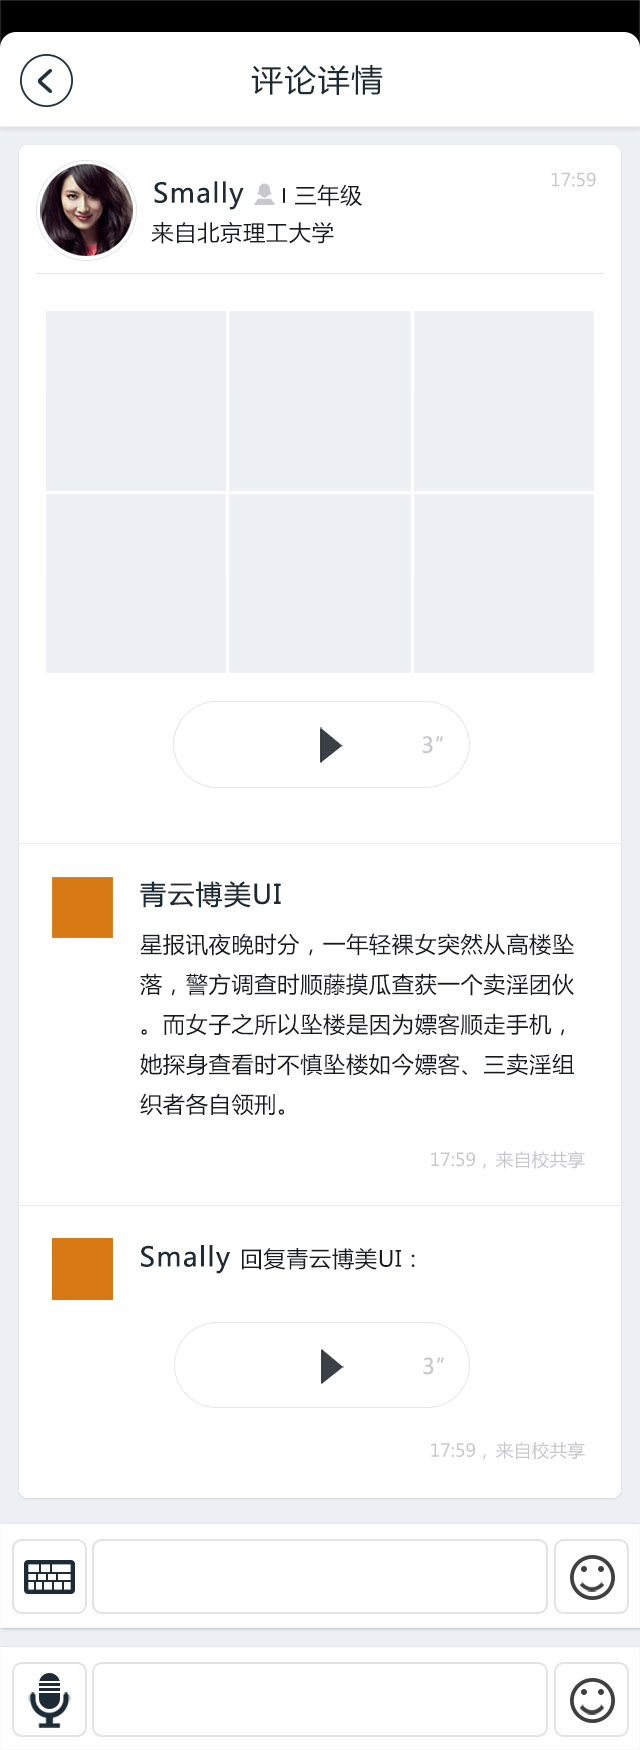 评论详情
Smally I 三年级
17:59
来自北京理工大学
3"
青云博美UI
星报讯夜晚时分，一年轻裸女突然从高楼坠
落，警方调查时顺藤摸瓜查获一个卖淫团伙
。而女子之所以坠楼是因为嫖客顺走手机，
她探身查看时不慎坠楼如今嫖客、三卖淫组
织者各自领刑。
17:59，来自校共享
Smally 回复青云博美UI：
3"
17:59，来自校共享